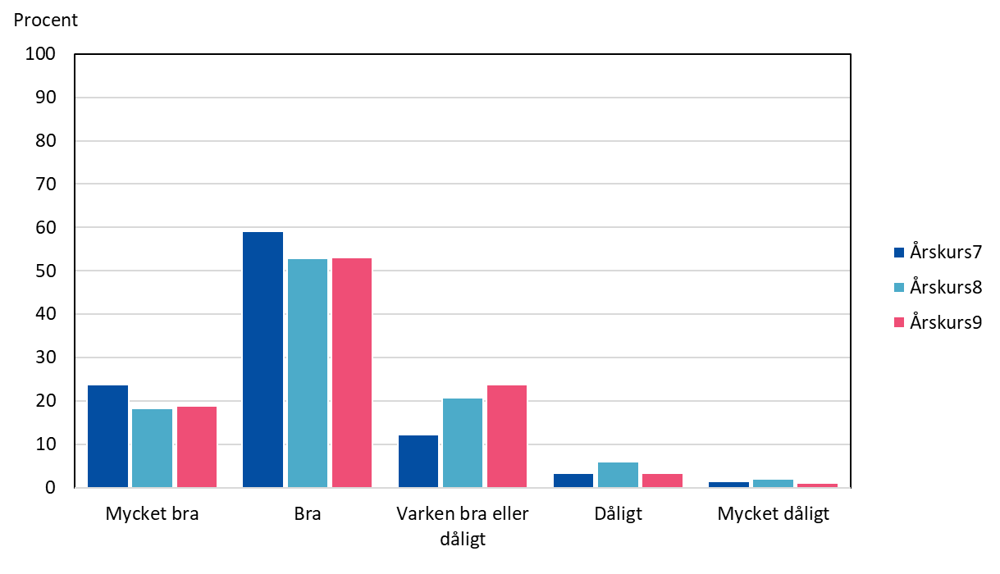 Procent
100
90
80
70
60
50
40
30
20
10
0
Mycket bra
Bra
Varken bra eller
dåligt
Dåligt
Mycket dåligt
Årskurs7
Årskurs8
Årskurs9